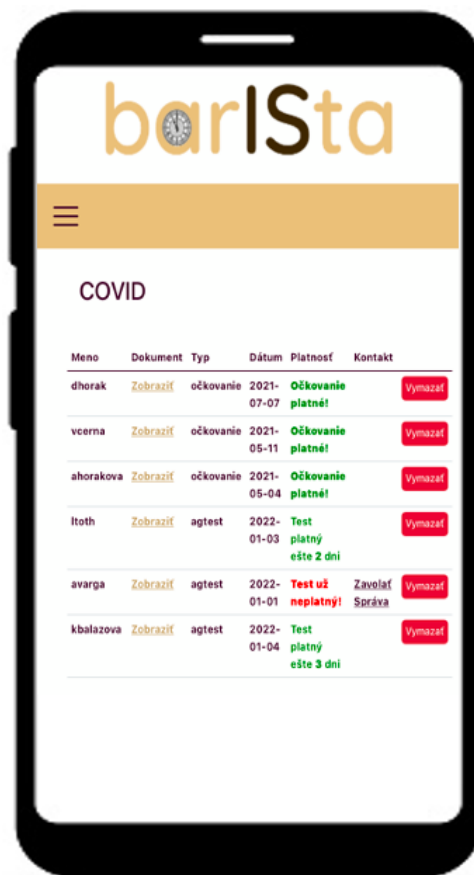 barISta
COVID
Meno Dokument Typ Dátum Platnosť Kontakt
dhorak Zobraziť očkovanie 2021- Očkovanie Vymazať
07-07 platné!
vcerna Zobraziť očkovanie 2021- Očkovanie Vymazať
05-11 platné!
ahorakova Zobraziť očkovanie 2021- Očkovanie Vymazať
05-04 platné!
ltoth Zobraziť agtest 2022- Test Vymazať
01-03 platný
ešte 2 dni
avarga Zobraziť agtest 2022- Test už Zavolať Vymazať
01-01 neplatný! Správa
kbalazova Zobraziť agtest 2022- Test Vymazať
01-04 platný
ešte 3 dni